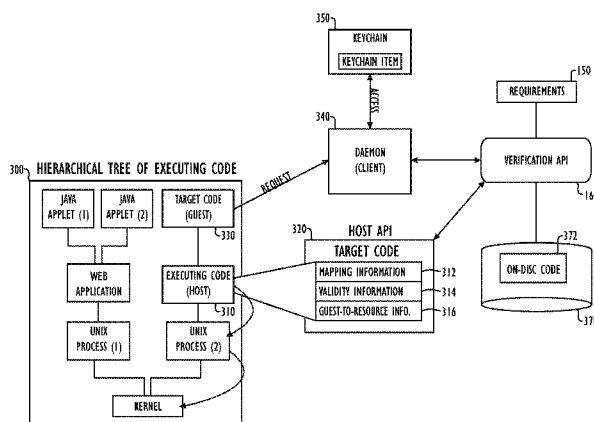 350
KEYCHAIN
KEYCHAIN ITEM
ACCESS
150
REQUIREMENTS
340
DAEMON
(CLIENT)
VERIFICATION API
16
300
HIERARCHICAL TREE OF EXECUTING CODE
REQUEST
JAVA
APPLET (1)
JAVA
APPLET (2)
TARGET CODE
(GUEST)
330
HOST API
320
TARGET CODE
MAPPING INFORMATION
312
VALIDITY INFORMATION
314
GUEST-TO-RESOURCE INFO.
316
372
ON-DISC CODE
37
WEB
APPLICATION
EXECUTING CODE
(HOST)
310
UNIX
PROCESS (1)
UNIX
PROCESS (2)
KERNEL